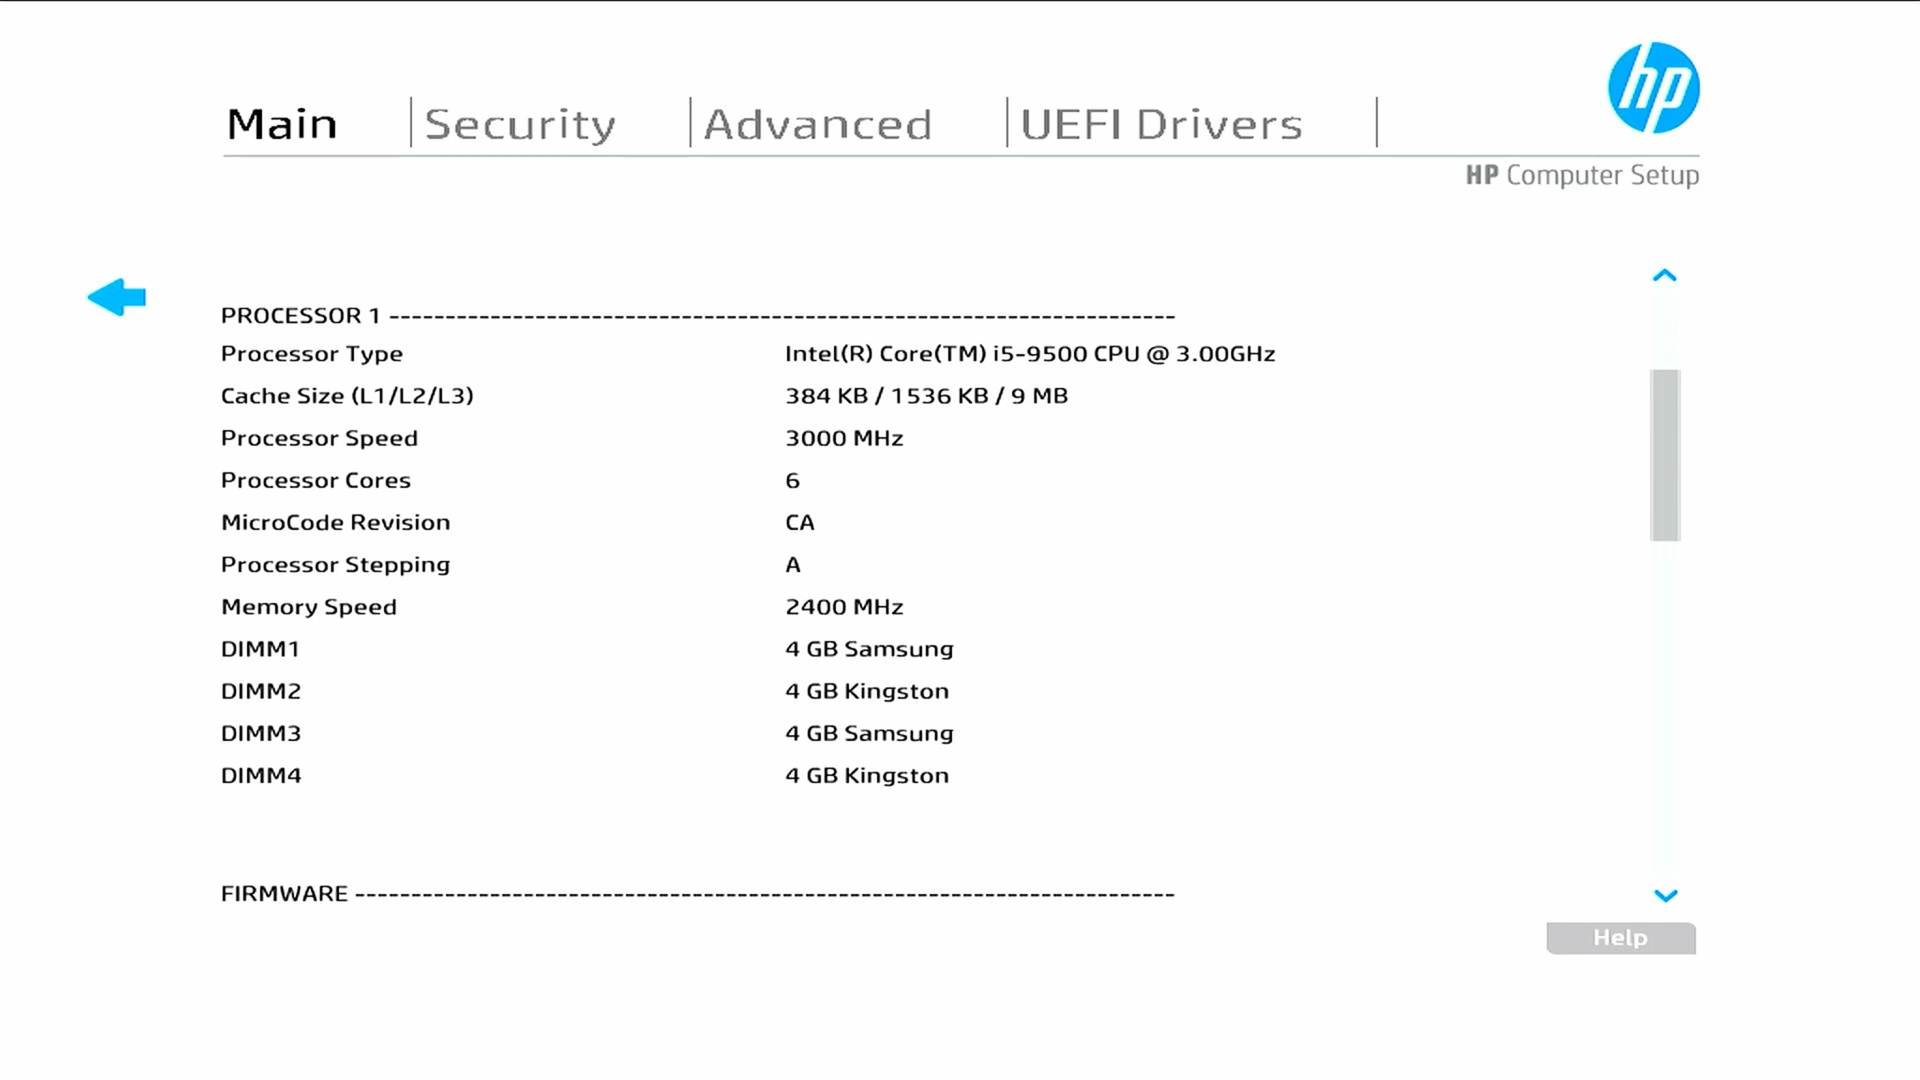 Main Security Advanced UEFI Drivers
hp
HP Computer Setup
PROCESSOR 1 ----------------------------------------------------------------------
Processor Type Intel(R) Core(TM) i5-9500 CPU @ 3.00GHz
Cache Size (L1/L2/L3) 384 KB / 1536 KB / 9 MB
Processor Speed 3000 MHz
Processor Cores 6
MicroCode Revision CA
Processor Stepping A
Memory Speed 2400 MHz
DIMM1 4 GB Samsung
DIMM2 4 GB Kingston
DIMM3 4 GB Samsung
DIMM4 4 GB Kingston
FIRMWARE -------------------------------------------------------------------------
Help